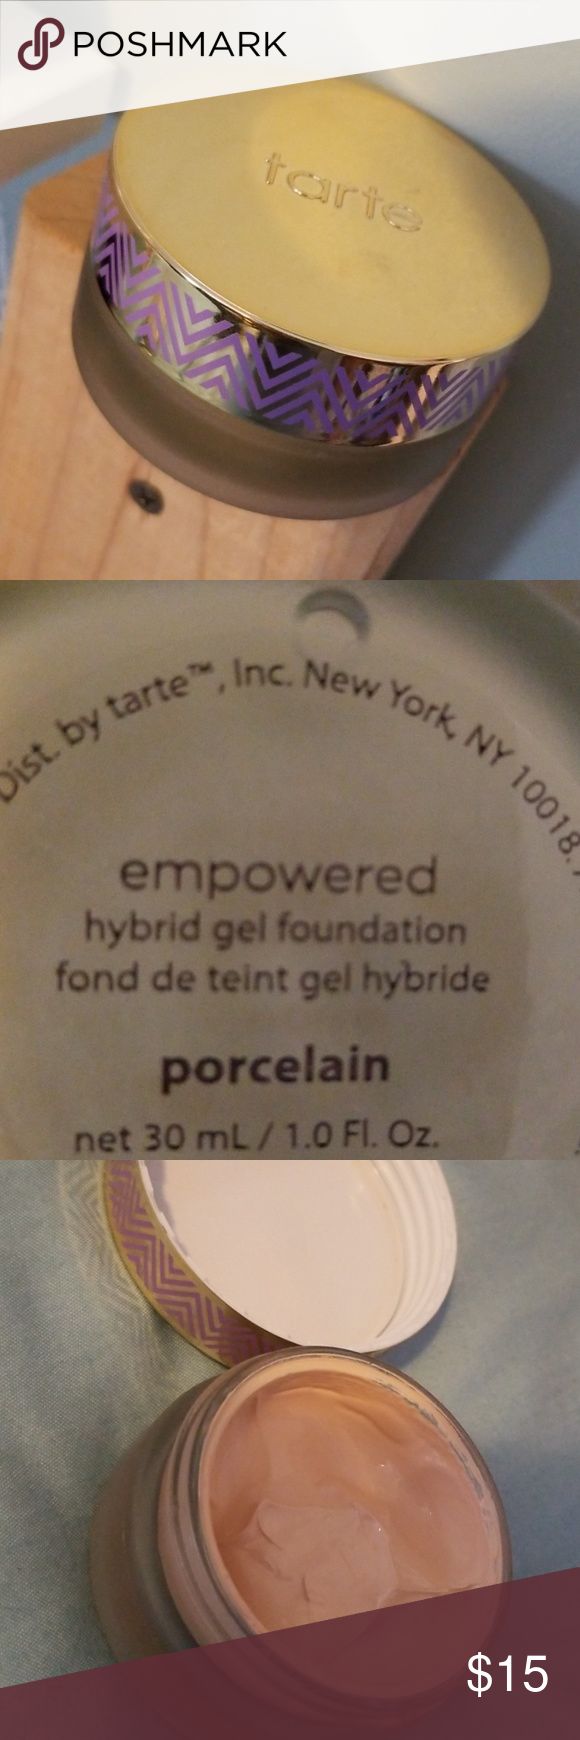 POSHMARK
tarte
Dist. by tarte™, Inc. New York, NY 10018.
empowered
hybrid gel foundation
fond de teint gel hybride
porcelain
net 30 mL / 1.0 Fl. Oz.
$15